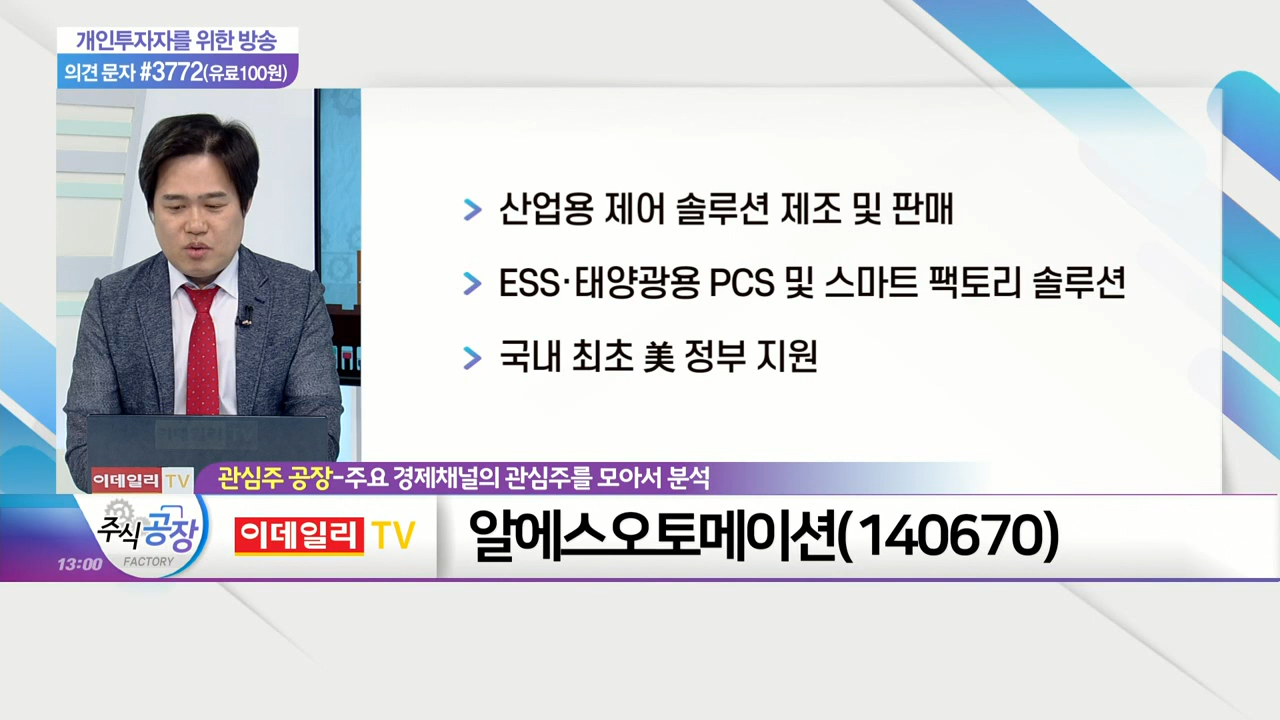 개인투자자를 위한 방송
의견 문자 #3772(유료100원)
산업용 제어 솔루션 제조 및 판매
ESS·태양광용 PCS 및 스마트 팩토리 솔루션
국내 최초 美 정부 지원
이데일리 TV
관심주 공장-주요 경제채널의 관심주를 모아서 분석
주식공장
FACTORY
13:00
이데일리 TV
알에스오토메이션(140670)